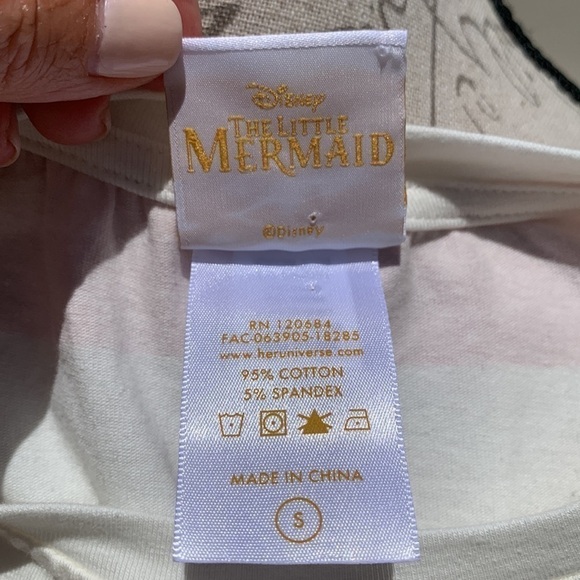 Disney
THE LITTLE
MERMAID
©Disney
RN 120684
FAC-063905-18285
www.heruniverse.com
95% COTTON
5% SPANDEX
MADE IN CHINA
S